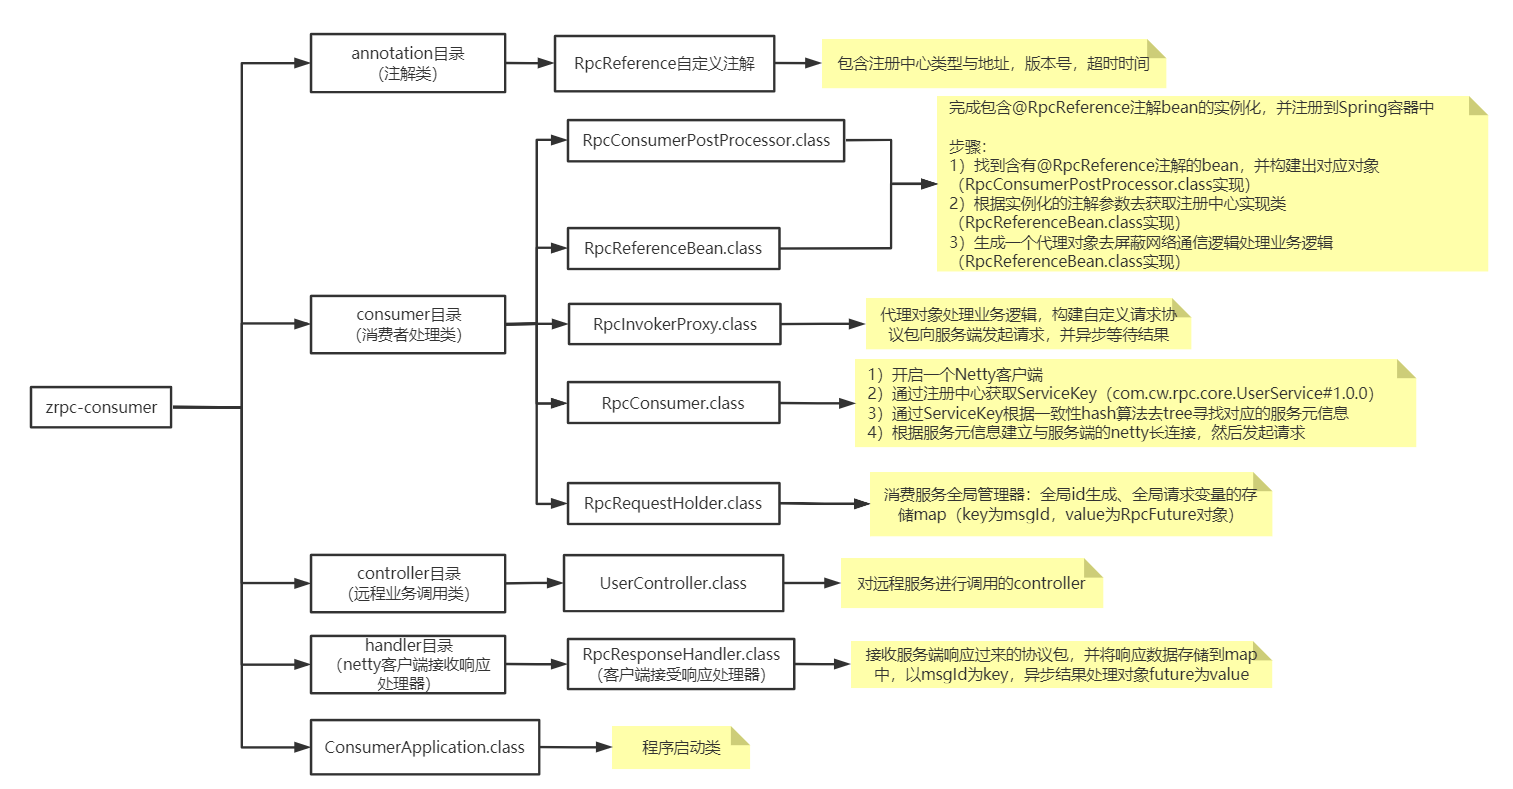 zrpc-consumer
annotation目录
（注解类）
RpcReference自定义注解
包含注册中心类型与地址，版本号，超时时间
consumer目录
（消费者处理类）
RpcConsumerPostProcessor.class
RpcReferenceBean.class
完成包含@RpcReference注解bean的实例化，并注册到Spring容器中
步骤：
1）找到含有@RpcReference注解的bean，并构建出对应对象
（RpcConsumerPostProcessor.class实现）
2）根据实例化的注解参数去获取注册中心实现类
（RpcReferenceBean.class实现）
3）生成一个代理对象去屏蔽网络通信逻辑处理业务逻辑
（RpcReferenceBean.class实现）
RpcInvokerProxy.class
代理对象处理业务逻辑，构建自定义请求协
议包向服务端发起请求，并异步等待结果
RpcConsumer.class
1）开启一个Netty客户端
2）通过注册中心获取ServiceKey（com.cw.rpc.core.UserService#1.0.0）
3）通过ServiceKey根据一致性hash算法去tree寻找对应的服务元信息
4）根据服务元信息建立与服务端的netty长连接，然后发起请求
RpcRequestHolder.class
消费服务全局管理器：全局id生成、全局请求变量的存
储map（key为msgId，value为RpcFuture对象）
controller目录
（远程业务调用类）
UserController.class
对远程服务进行调用的controller
handler目录
（netty客户端接收响应
处理器）
RpcResponseHandler.class
（客户端接受响应处理器）
接收服务端响应过来的协议包，并将响应数据存储到map
中，以msgId为key，异步结果处理对象future为value
ConsumerApplication.class
程序启动类